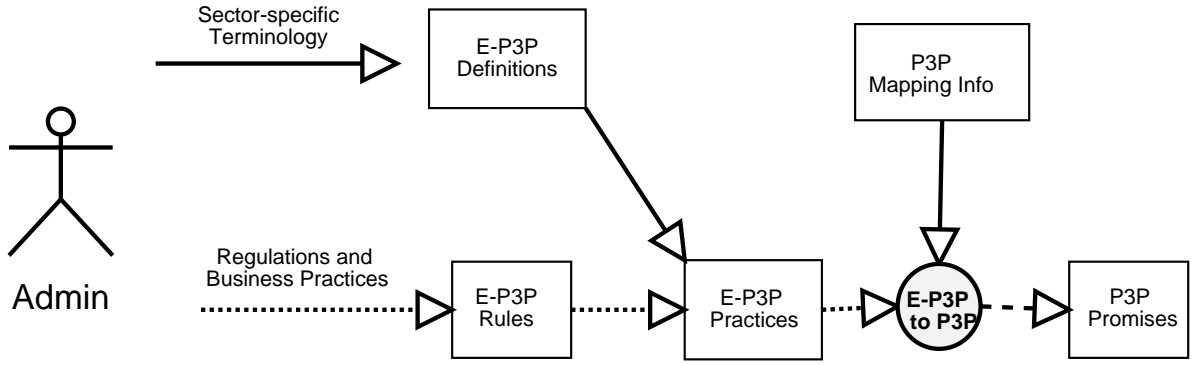 Sector-specific
Terminology
E-P3P
Definitions
P3P
Mapping Info
Admin
Regulations and
Business Practices
E-P3P
Rules
E-P3P
Practices
E-P3P
to P3P
P3P
Promises